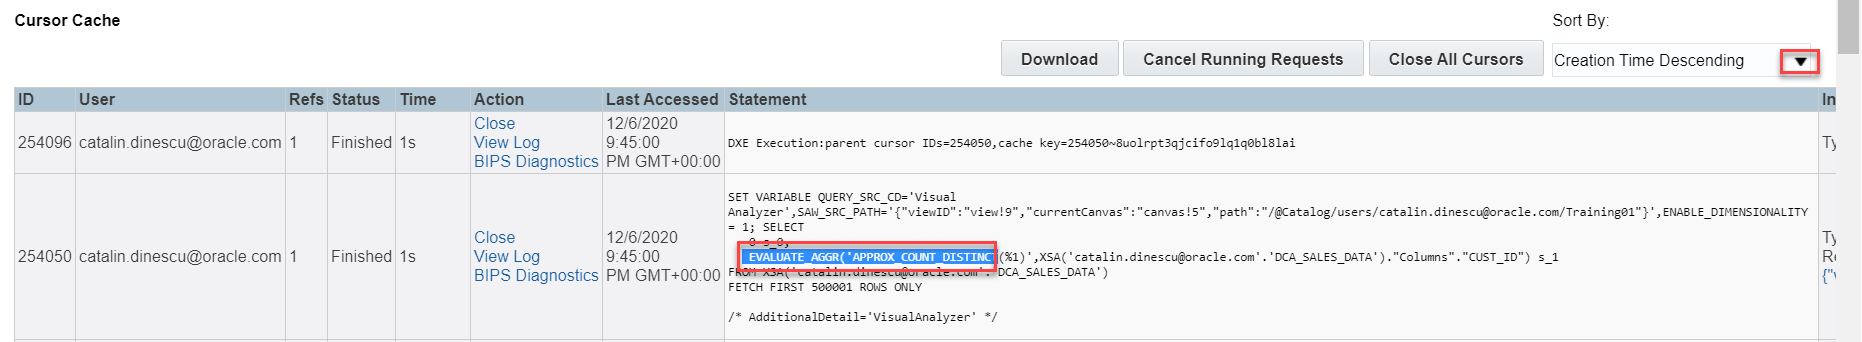 Cursor Cache
Sort By:
Download Cancel Running Requests Close All Cursors Creation Time Descending
ID User Refs Status Time Action Last Accessed Statement In
254096 catalin.dinescu@oracle.com 1 Finished 1s Close View Log BIPS Diagnostics 12/6/2020 9:45:00 PM GMT+00:00
DXE Execution:parent cursor IDs=254050,cache key=254050~8uolrpt3qjcifo9lq1q0bl8lai
Ty
254050 catalin.dinescu@oracle.com 1 Finished 1s Close View Log BIPS Diagnostics 12/6/2020 9:45:00 PM GMT+00:00
SET VARIABLE QUERY_SRC_CD='Visual
Analyzer',SAW_SRC_PATH='{"viewID":"view!9","currentCanvas":"canvas!5","path":"/@Catalog/users/catalin.dinescu@oracle.com/Training01"}',ENABLE_DIMENSIONALITY
= 1; SELECT
0 s_0,
EVALUATE_AGGR('APPROX_COUNT_DISTINCT(%1)',XSA('catalin.dinescu@oracle.com'.'DCA_SALES_DATA')."Columns"."CUST_ID") s_1
FROM XSA('catalin.dinescu@oracle.com'.'DCA_SALES_DATA')
FETCH FIRST 500001 ROWS ONLY
/* AdditionalDetail='VisualAnalyzer' */
Ty
Re
{"v